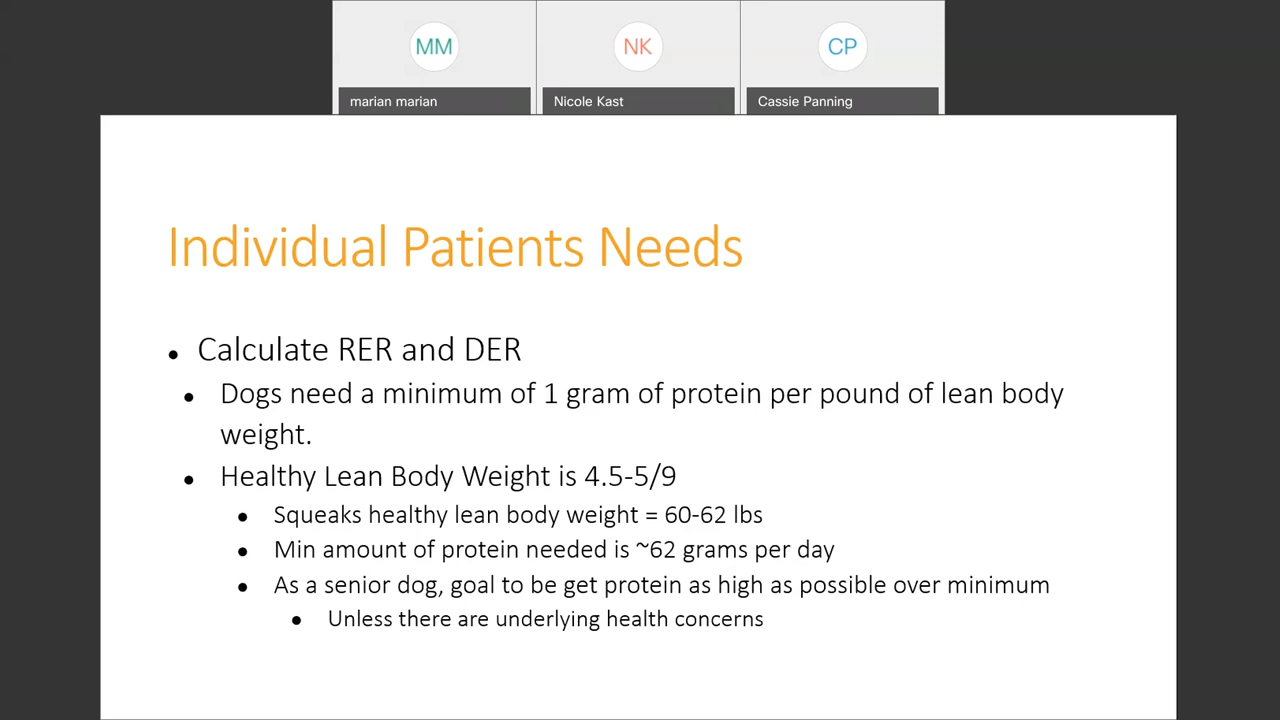 MM
NK
CP
marian marian
Nicole Kast
Cassie Panning
Individual Patients Needs
• Calculate RER and DER
• Dogs need a minimum of 1 gram of protein per pound of lean body
weight.
• Healthy Lean Body Weight is 4.5-5/9
• Squeaks healthy lean body weight = 60-62 lbs
• Min amount of protein needed is ~62 grams per day
• As a senior dog, goal to be get protein as high as possible over minimum
• Unless there are underlying health concerns